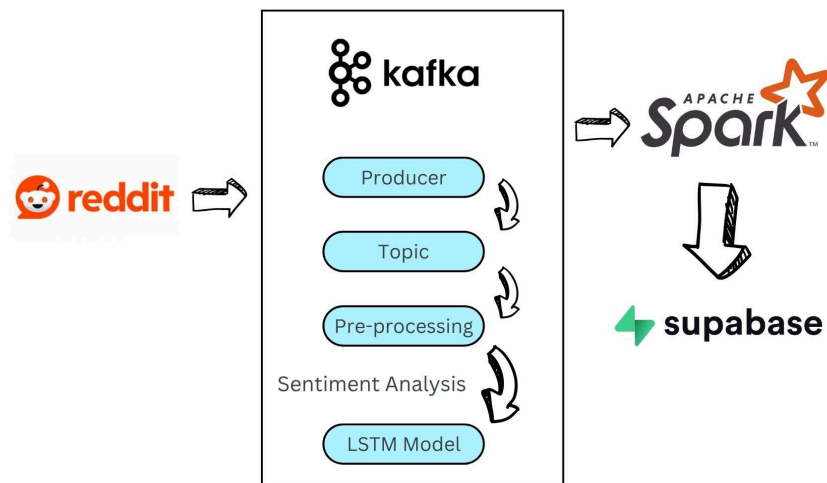 reddit
kafka
Producer
Topic
Pre-processing
Sentiment Analysis
LSTM Model
APACHE
Spark
TM
supabase